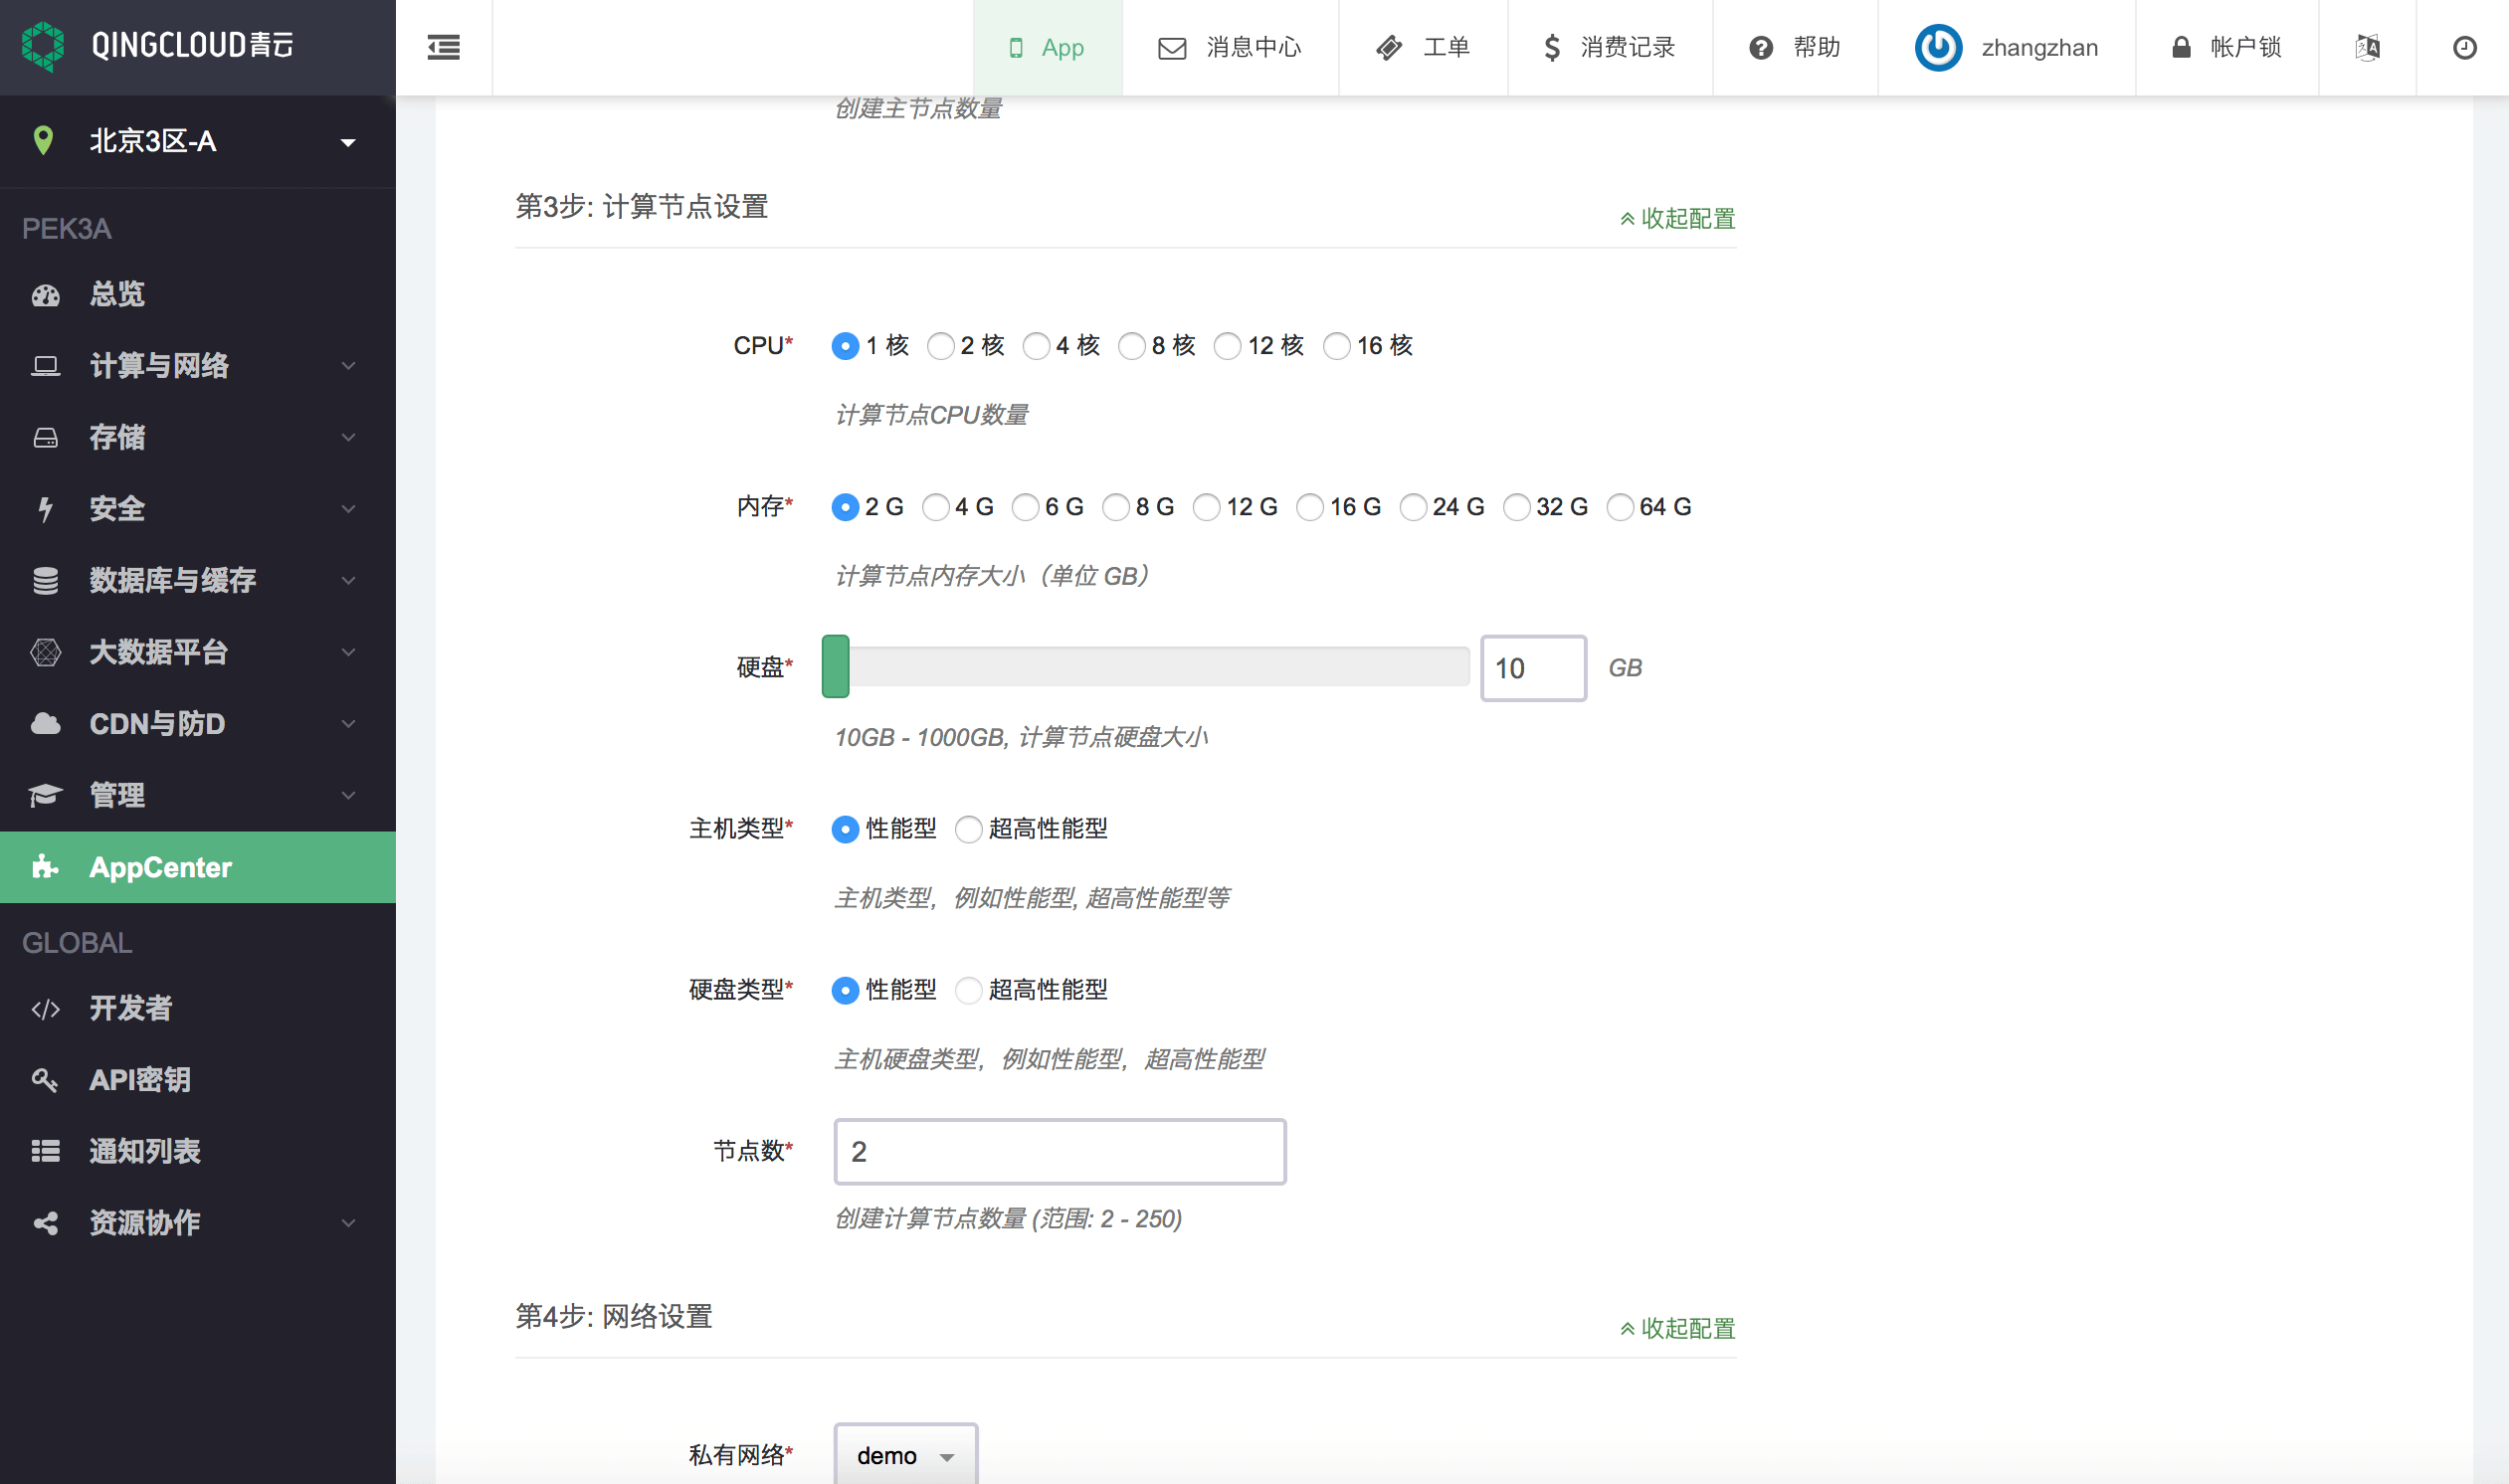 QINGCLOUD青云
App
消息中心
工单
消费记录
帮助
zhangzhan
帐户锁
北京3区-A
PEK3A
总览
计算与网络
存储
安全
数据库与缓存
大数据平台
CDN与防D
管理
AppCenter
GLOBAL
开发者
API密钥
通知列表
资源协作
创建主节点数量
第3步: 计算节点设置
收起配置
CPU* 1 核 2 核 4 核 8 核 12 核 16 核
计算节点CPU数量
内存* 2 G 4 G 6 G 8 G 12 G 16 G 24 G 32 G 64 G
计算节点内存大小（单位 GB）
硬盘* 10 GB
10GB - 1000GB, 计算节点硬盘大小
主机类型* 性能型 超高性能型
主机类型，例如性能型, 超高性能型等
硬盘类型* 性能型 超高性能型
主机硬盘类型，例如性能型，超高性能型
节点数* 2
创建计算节点数量 (范围: 2 - 250)
第4步: 网络设置
收起配置
私有网络* demo